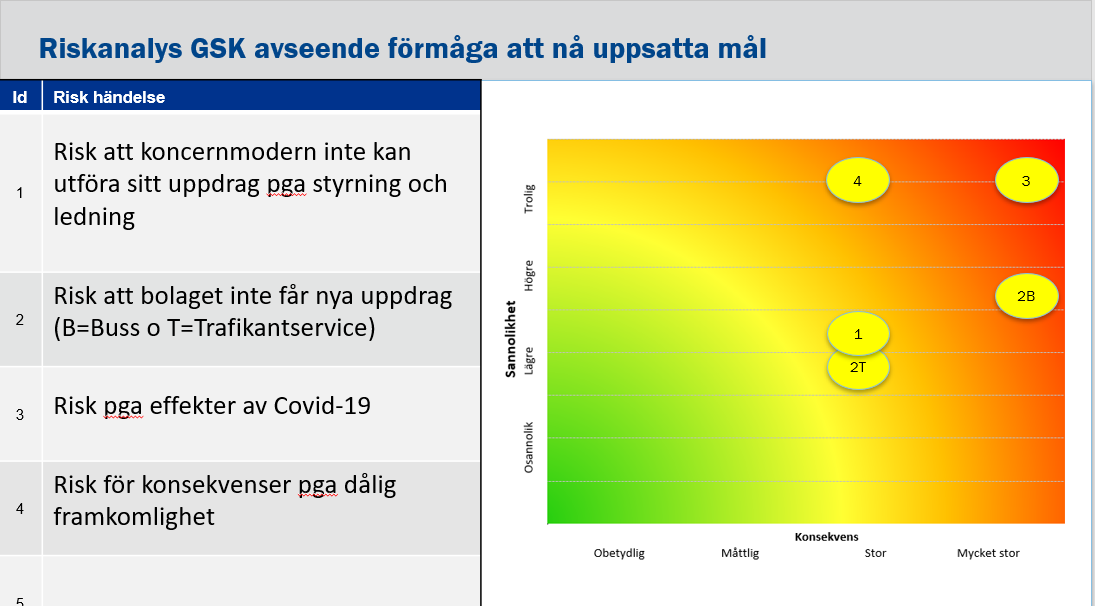 Riskanalys GSK avseende förmåga att nå uppsatta mål
Id Risk händelse
1
Risk att koncernmodern inte kan
utföra sitt uppdrag pga styrning och
ledning
2
Risk att bolaget inte får nya uppdrag
(B=Buss o T=Trafikantservice)
3
Risk pga effekter av Covid-19
4
Risk för konsekvenser pga dålig
framkomlighet
5
Sannolikhet
Trolig
Högre
Lägre
Osannolik
4
3
2B
1
2T
Konsekvens
Obetydlig Måttlig Stor Mycket stor